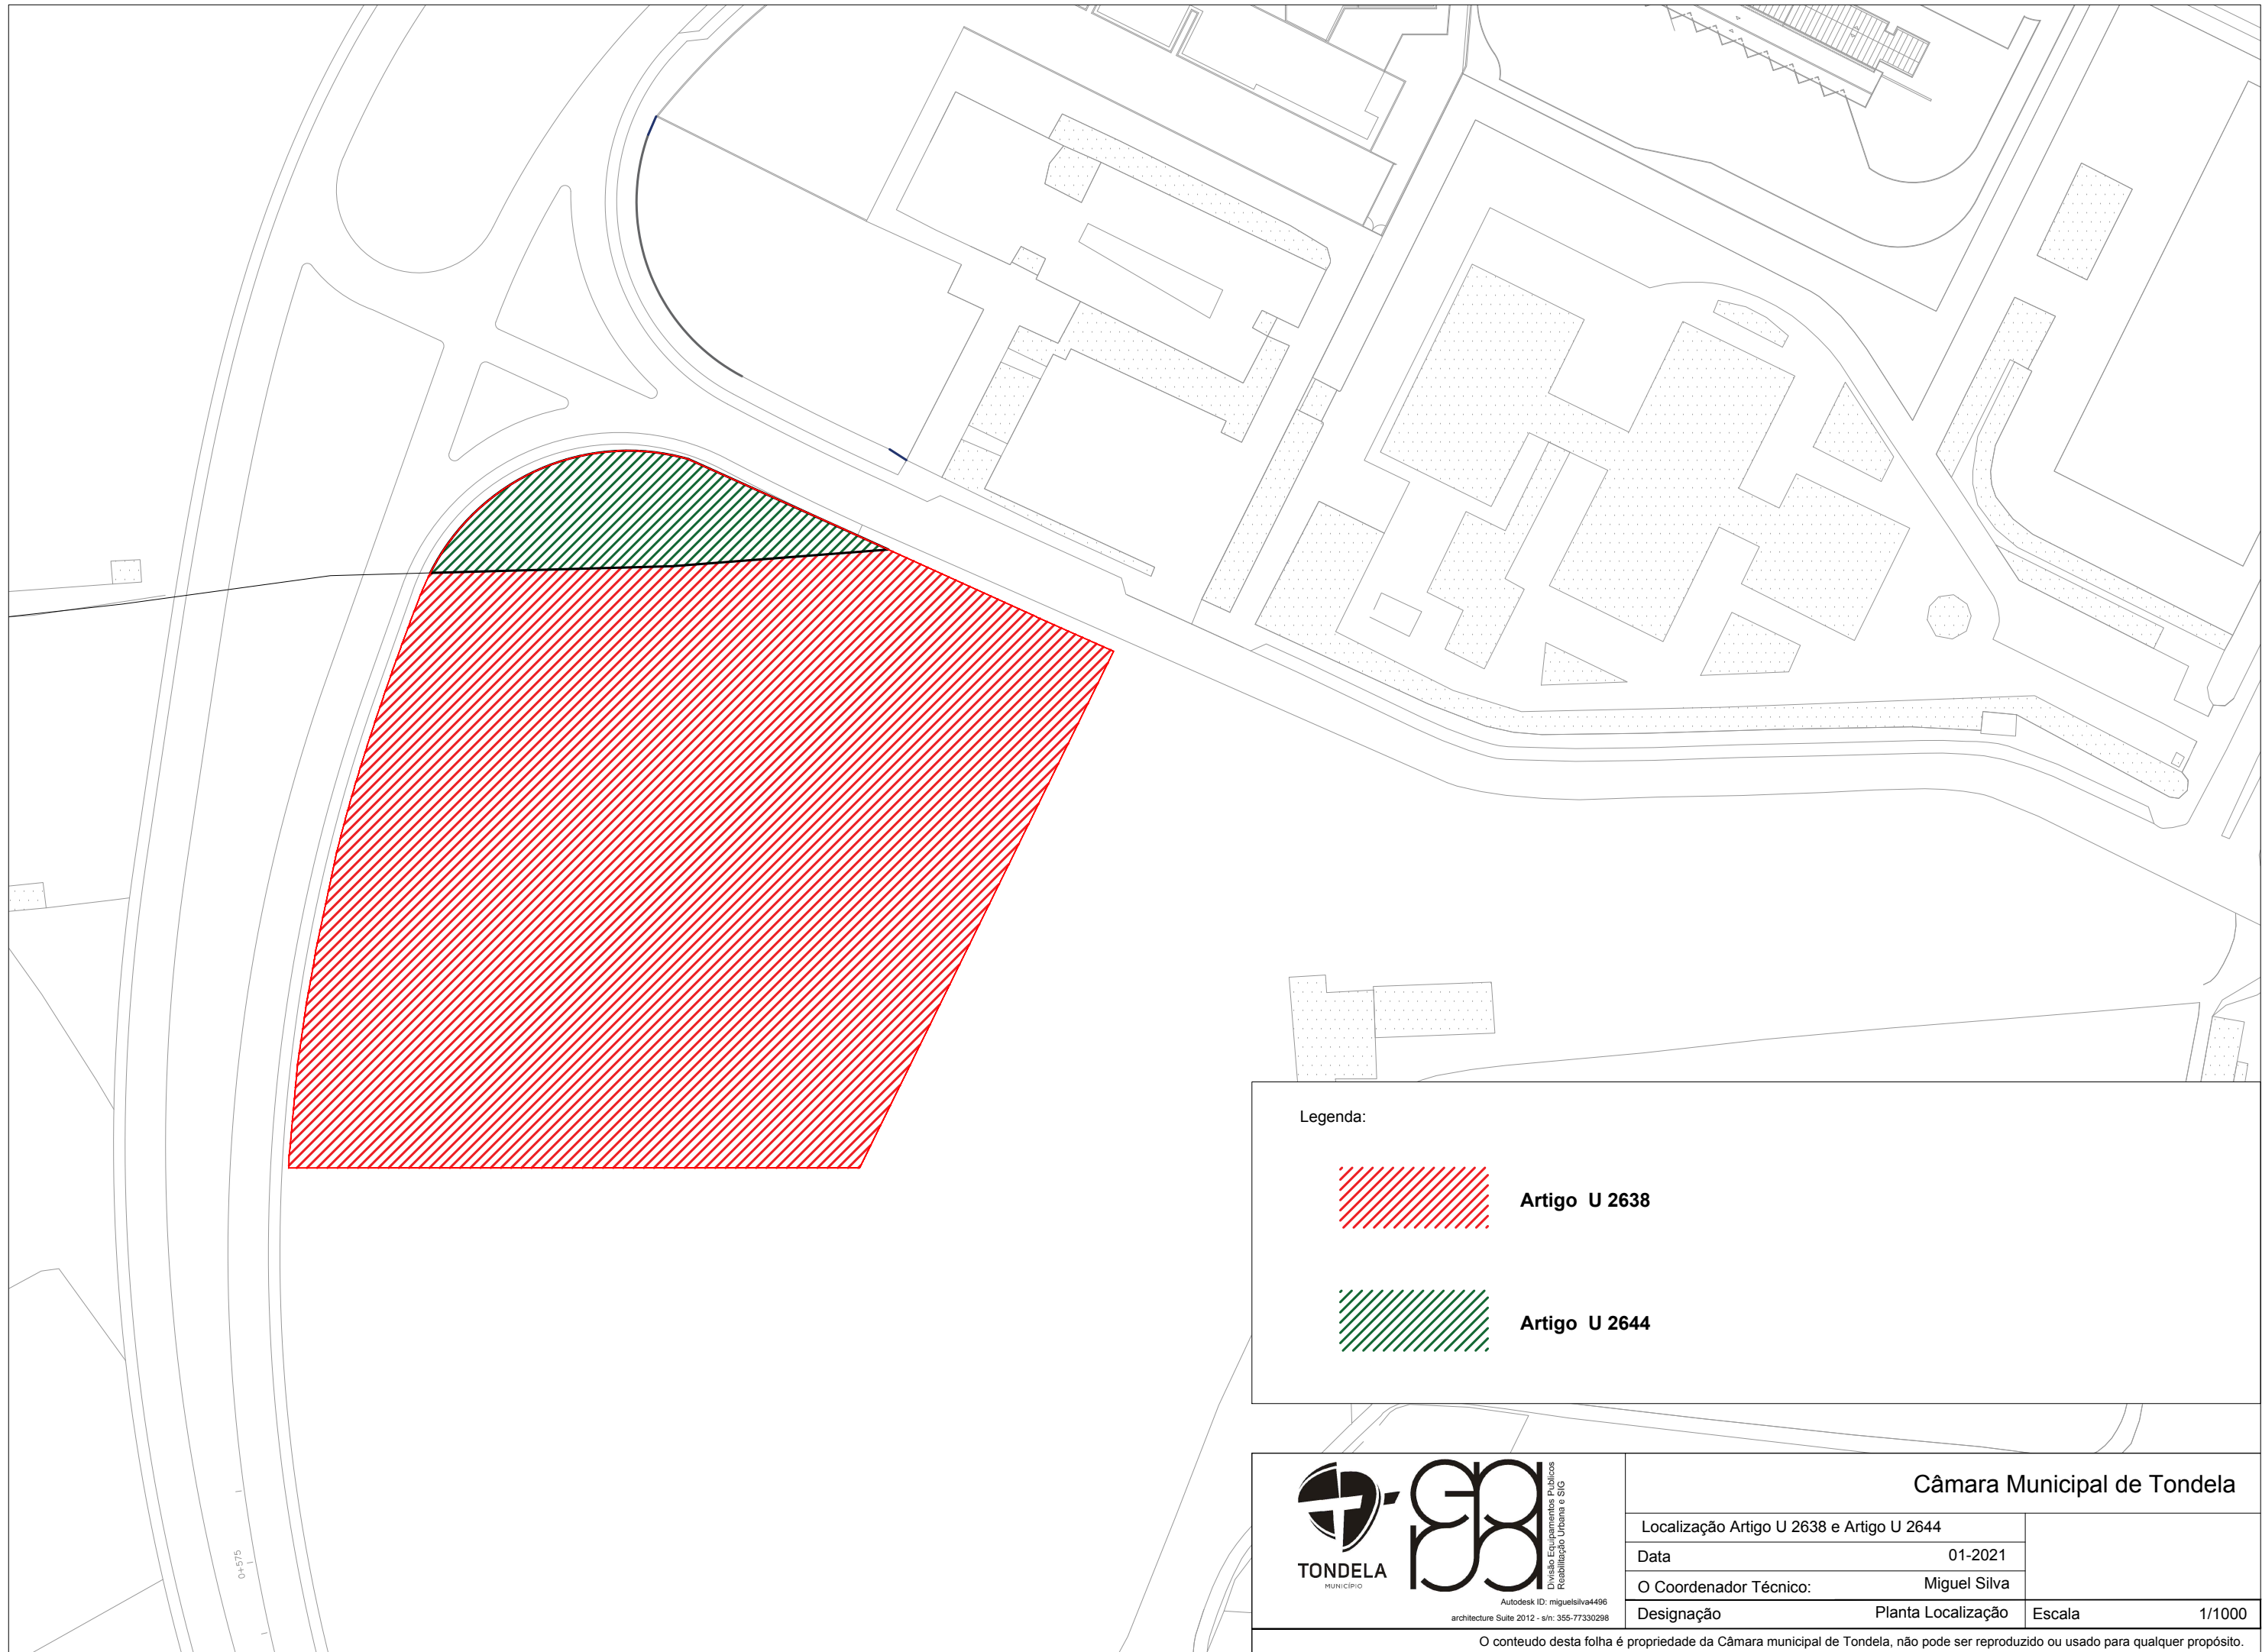 Legenda:
Artigo U 2638
Artigo U 2644
TONDELA
MUNICÍPIO
Divisão Equipamentos Publicos
Reabilitação Urbana e SIG
Autodesk ID: miguelsilva4496
architecture Suite 2012 - s/n: 355-77330298
Câmara Municipal de Tondela
Localização Artigo U 2638 e Artigo U 2644
Data 01-2021
O Coordenador Técnico: Miguel Silva
Designação Planta Localização Escala 1/1000
O conteudo desta folha é propriedade da Câmara municipal de Tondela, não pode ser reproduzido ou usado para qualquer propósito.
0+575